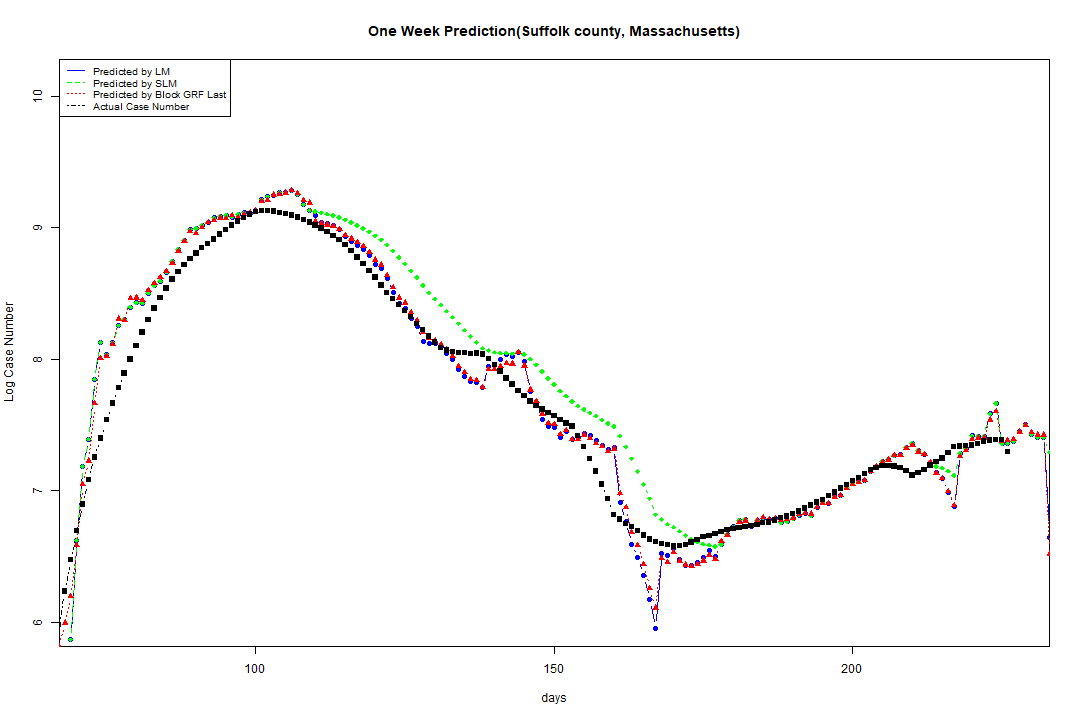 One Week Prediction(Suffolk county, Massachusetts)
Predicted by LM
Predicted by SLM
Predicted by Block GRF Last
Actual Case Number
10
9
8
7
6
Log Case Number
100
150
200
days